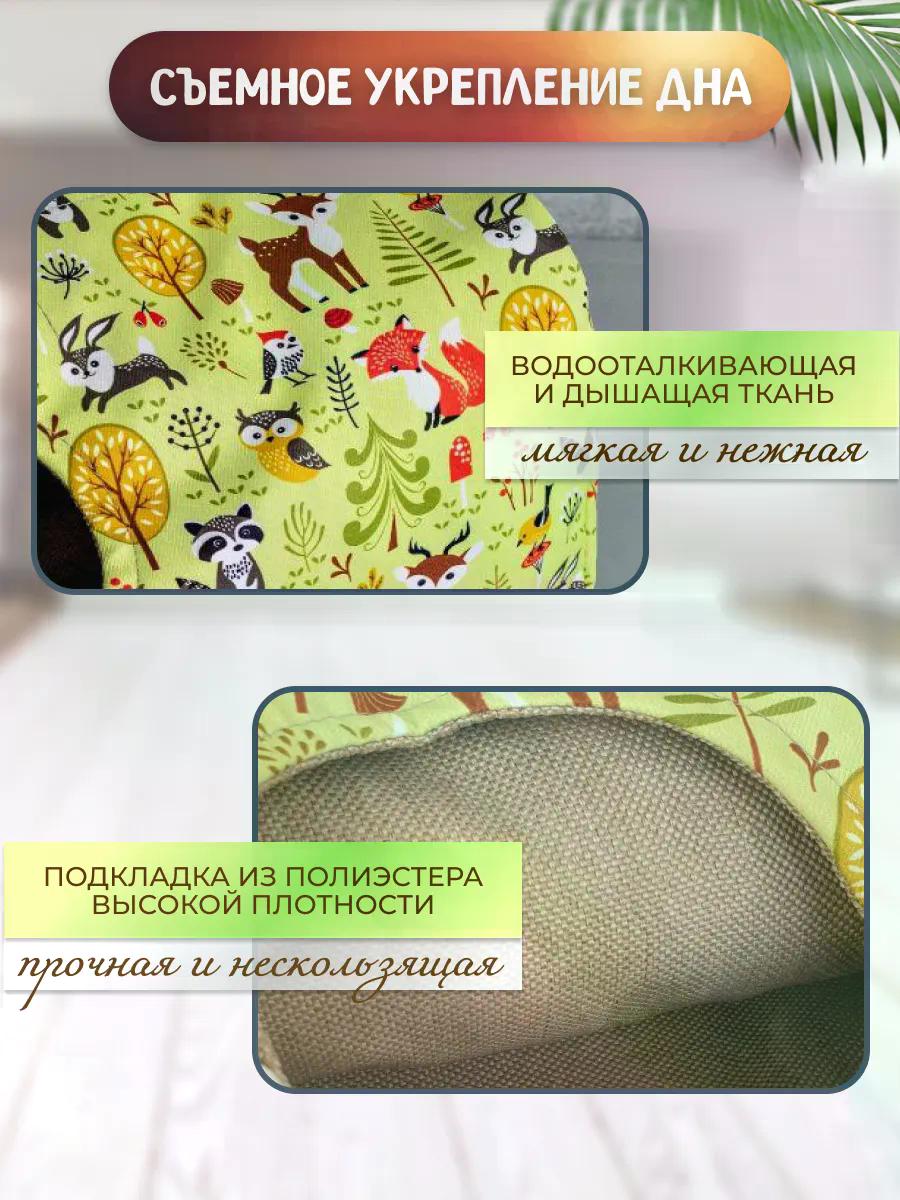 СЪЕМНОЕ УКРЕПЛЕНИЕ ДНА
ВОДООТАЛКИВАЮЩАЯ
И ДЫШАЩАЯ ТКАНЬ
мягкая и нежная
ПОДКЛАДКА ИЗ ПОЛИЭСТЕРА
ВЫСОКОЙ ПЛОТНОСТИ
прочная и нескользящая